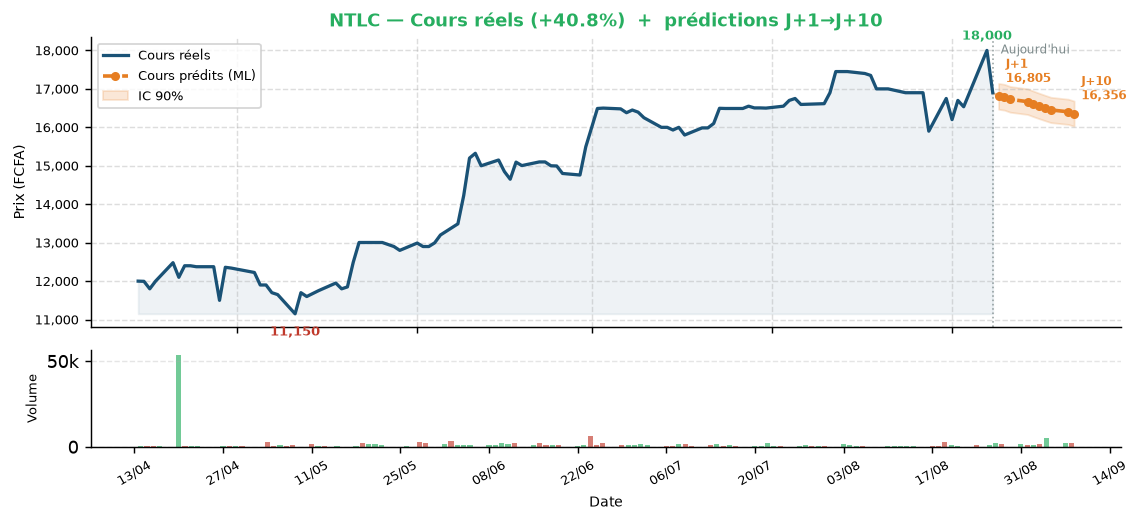 NTLC — Cours réels (+40.8%)  +  prédictions J+1→J+10
18,000
Cours réels
Cours prédits (ML)
IC 90%
Aujourd'hui
J+1
16,805
J+10
16,356
11,150
Prix (FCFA)
18,000
17,000
16,000
15,000
14,000
13,000
12,000
11,000
Volume
50k
0
13/04
27/04
11/05
25/05
08/06
22/06
06/07
20/07
03/08
17/08
31/08
14/09
Date